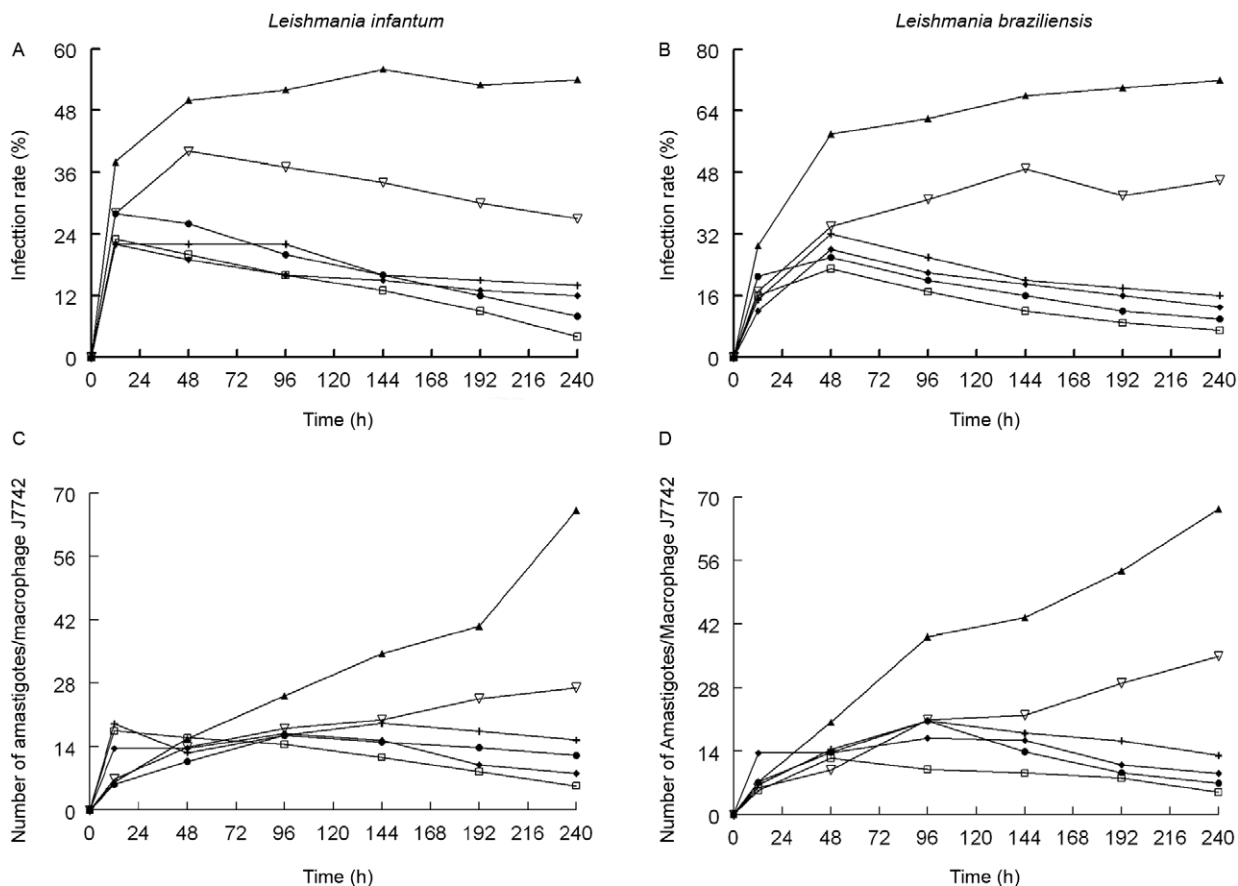 Leishmania infantum
Leishmania braziliensis
A
60
48
36
24
12
0
Infecttion rate (%)
0 24 48 72 96 120 144 168 192 216 240
Time (h)
B
80
64
48
32
16
0
Infection rate (%)
0 24 48 72 96 120 144 168 192 216 240
Time (h)
C
70
56
42
28
14
0
Number of amastigotes/macrophage J7742
0 24 48 72 96 120 144 168 192 216 240
Time (h)
D
70
56
42
28
14
0
Number of Amastigotes/Macrophage J7742
0 24 48 72 96 120 144 168 192 216 240
Time (h)